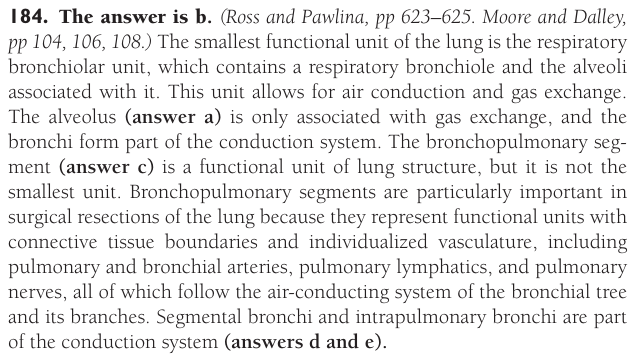 184. The answer is b. (Ross and Pawlina, pp 623–625. Moore and Dalley,
pp 104, 106, 108.) The smallest functional unit of the lung is the respiratory
bronchiolar unit, which contains a respiratory bronchiole and the alveoli
associated with it. This unit allows for air conduction and gas exchange.
The alveolus (answer a) is only associated with gas exchange, and the
bronchi form part of the conduction system. The bronchopulmonary seg-
ment (answer c) is a functional unit of lung structure, but it is not the
smallest unit. Bronchopulmonary segments are particularly important in
surgical resections of the lung because they represent functional units with
connective tissue boundaries and individualized vasculature, including
pulmonary and bronchial arteries, pulmonary lymphatics, and pulmonary
nerves, all of which follow the air-conducting system of the bronchial tree
and its branches. Segmental bronchi and intrapulmonary bronchi are part
of the conduction system (answers d and e).